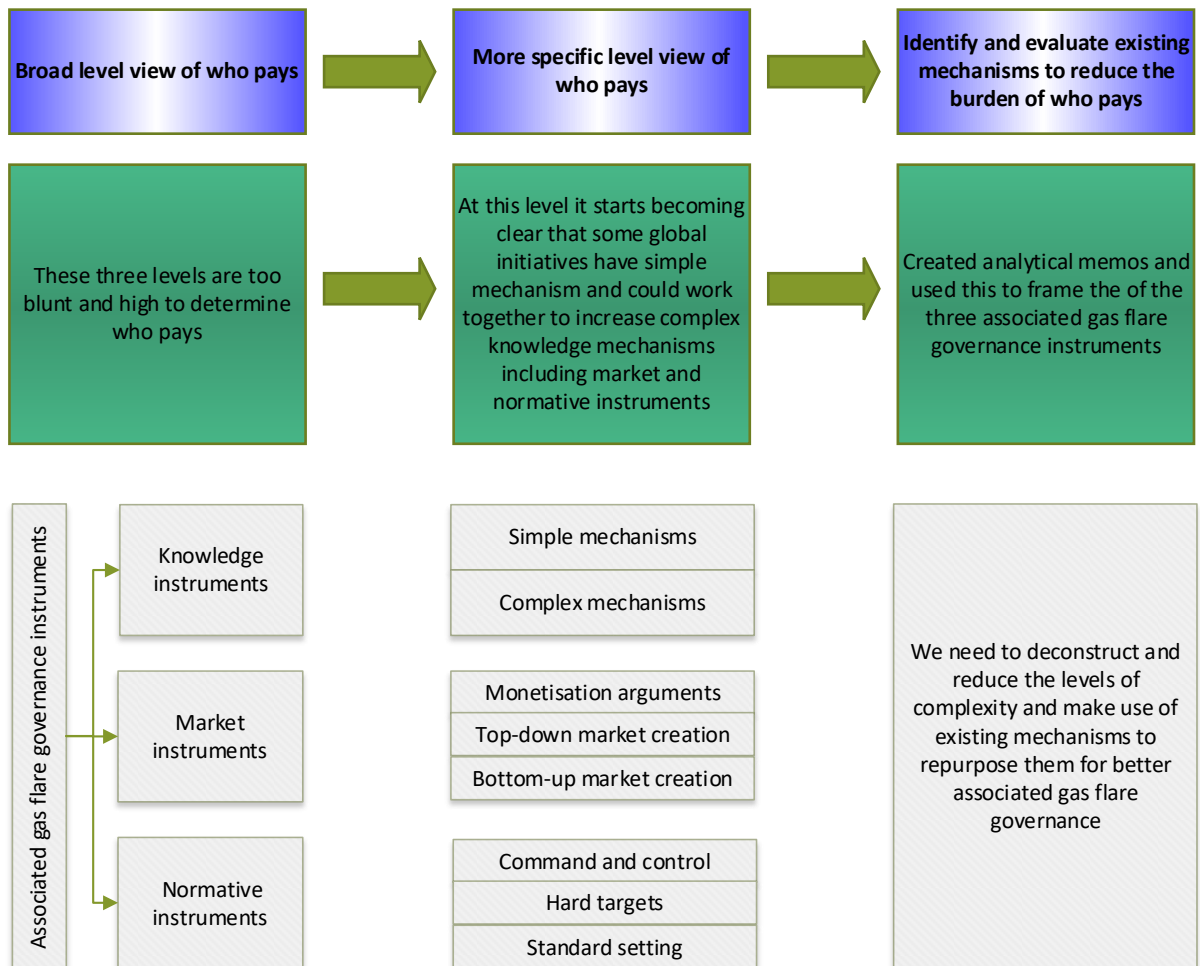 Broad level view of who pays
More specific level view of
who pays
Identify and evaluate existing
mechanisms to reduce the
burden of who pays
These three levels are too
blunt and high to determine
who pays
At this level it starts becoming
clear that some global
initiatives have simple
mechanism and could work
together to increase complex
knowledge mechanisms
including market and
normative instruments
Created analytical memos and
used this to frame the of the
three associated gas flare
governance instruments
Associated gas flare governance instruments
Knowledge
instruments
Simple mechanisms
Complex mechanisms
Market
instruments
Monetisation arguments
Top-down market creation
Bottom-up market creation
Normative
instruments
Command and control
Hard targets
Standard setting
We need to deconstruct and
reduce the levels of
complexity and make use of
existing mechanisms to
repurpose them for better
associated gas flare
governance